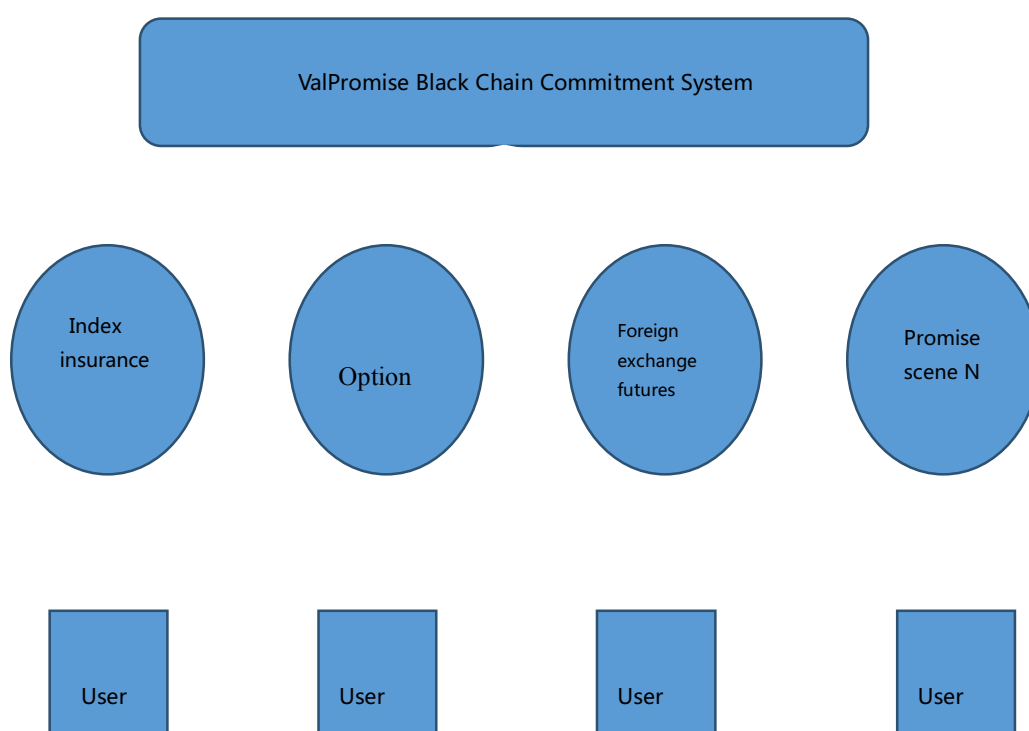 ValPromise Black Chain Commitment System
Index
insurance
Option
Foreign
exchange
futures
Promise
scene N
User
User
User
User